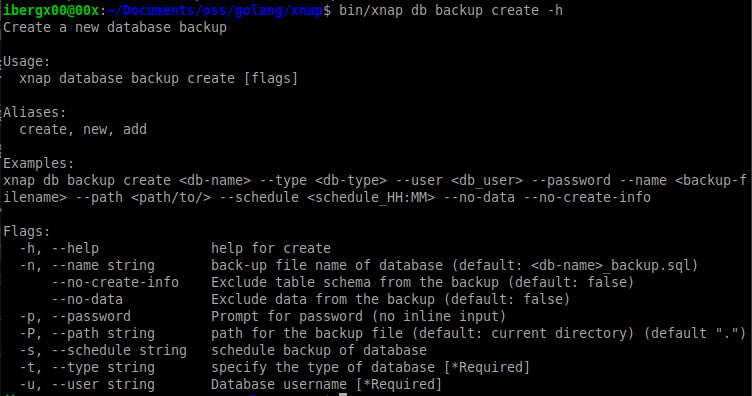 ibergx00@00x:~/Documents/oss/golang/xnap$ bin/xnap db backup create -h
Create a new database backup

Usage:
  xnap database backup create [flags]

Aliases:
  create, new, add

Examples:
xnap db backup create <db-name> --type <db-type> --user <db_user> --password --name <backup-f
ilename> --path <path/to/> --schedule <schedule_HH:MM> --no-data --no-create-info

Flags:
  -h, --help              help for create
  -n, --name string       back-up file name of database (default: <db-name>_backup.sql)
      --no-create-info    Exclude table schema from the backup (default: false)
      --no-data           Exclude data from the backup (default: false)
  -p, --password          Prompt for password (no inline input)
  -P, --path string       path for the backup file (default: current directory) (default ".")
  -s, --schedule string   schedule backup of database
  -t, --type string       specify the type of database [*Required]
  -u, --user string       Database username [*Required]